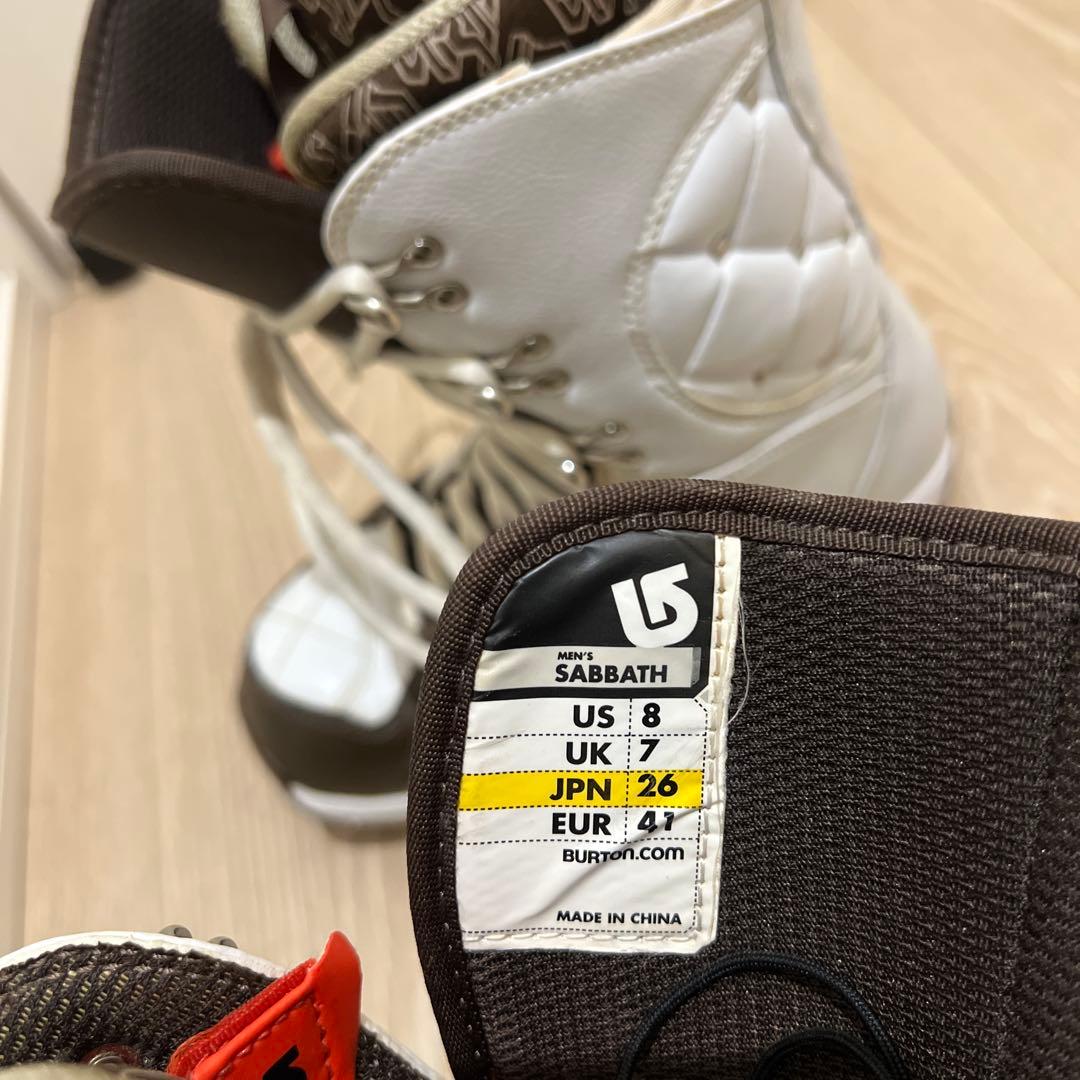 MEN'S
SABBATH
US 8
UK 7
JPN 26
EUR 41
BURTON.COM
MADE IN CHINA